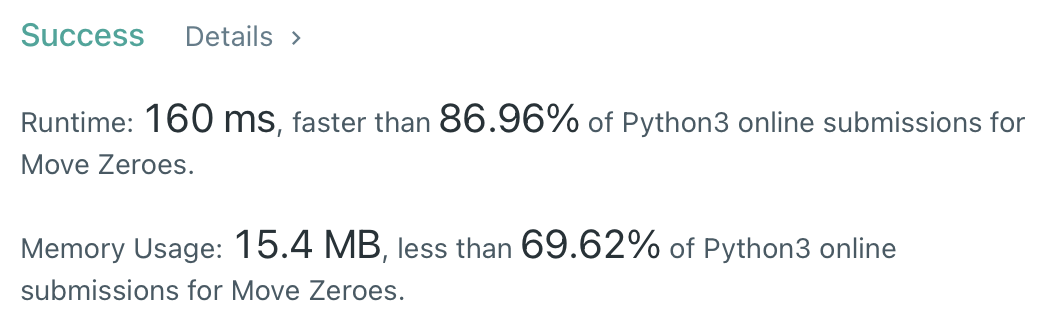 Success Details >
Runtime: 160 ms, faster than 86.96% of Python3 online submissions for
Move Zeroes.
Memory Usage: 15.4 MB, less than 69.62% of Python3 online
submissions for Move Zeroes.